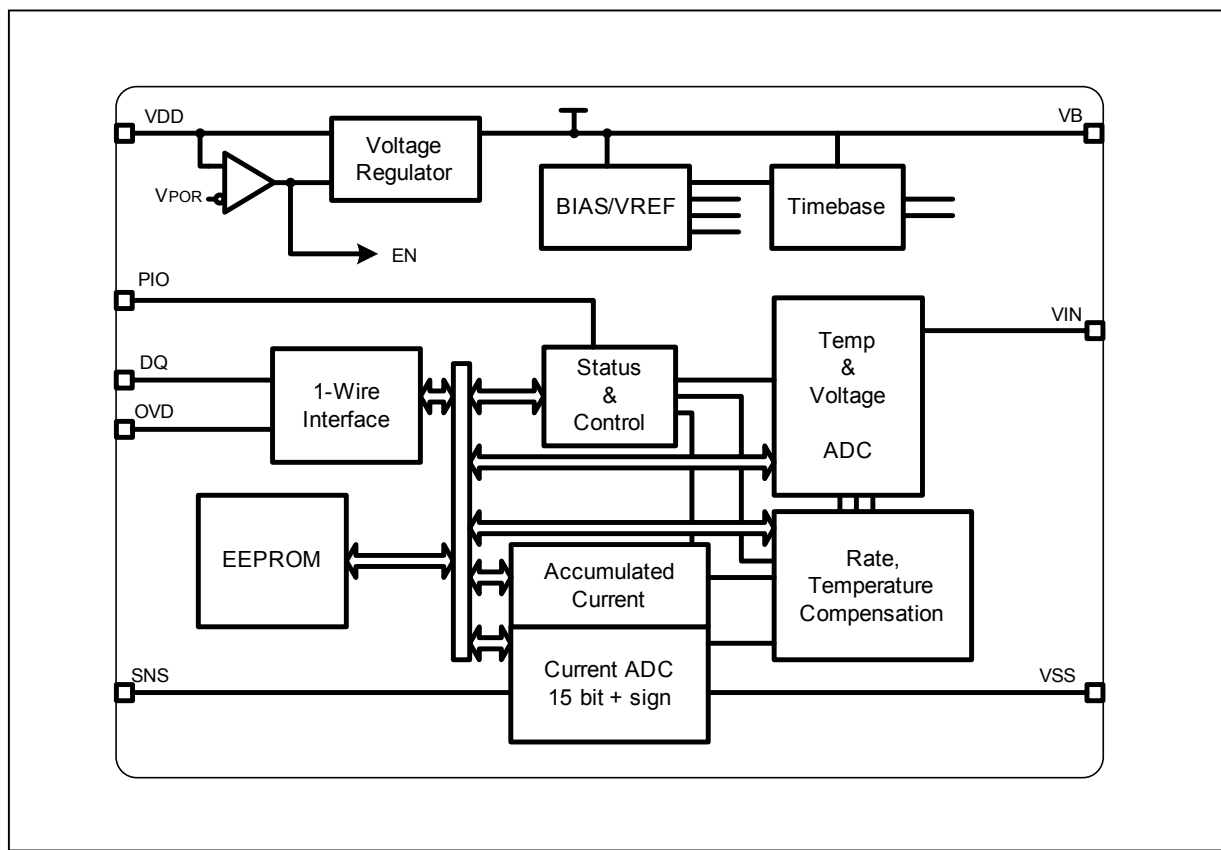 VDD
Voltage
Regulator
VB
VPOR
BIAS/VREF
Timebase
EN
PIO
VIN
Temp
&
Voltage
ADC
DQ
1-Wire
Interface
Status
&
Control
OVD
EEPROM
Accumulated
Current
Rate,
Temperature
Compensation
SNS
Current ADC
15 bit + sign
VSS